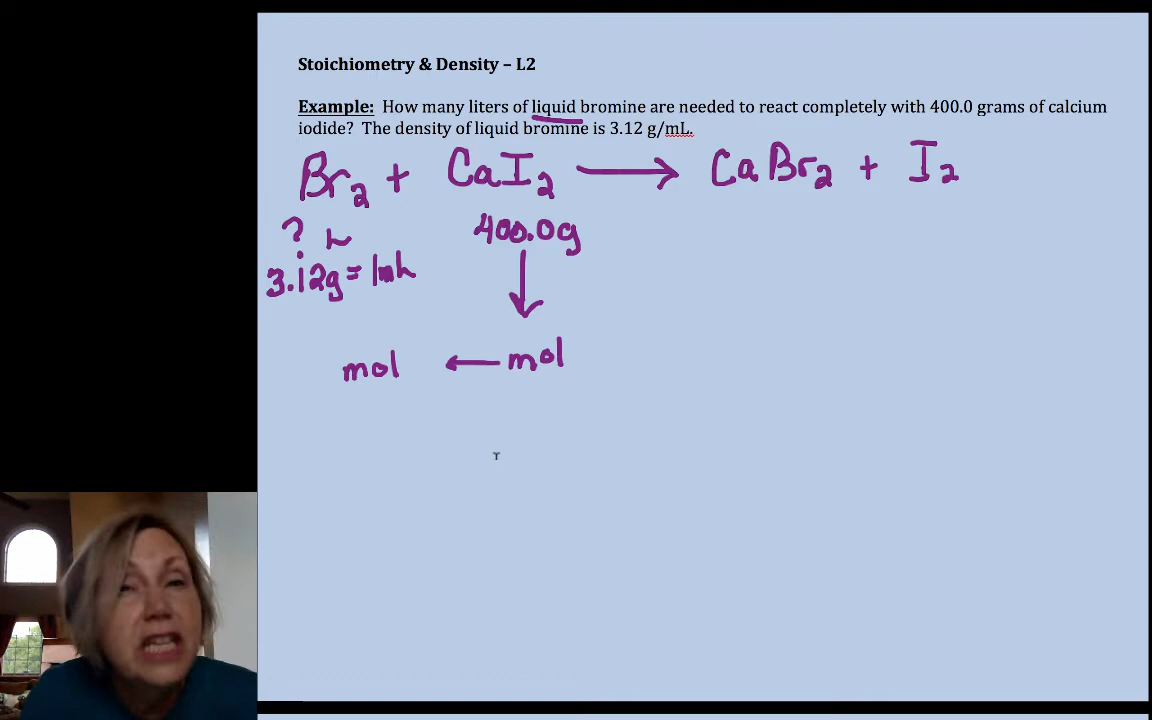 Stoichiometry & Density – L2
Example: How many liters of liquid bromine are needed to react completely with 400.0 grams of calcium
iodide? The density of liquid bromine is 3.12 g/mL.
Br₂ + CaI₂ → CaBr₂ + I₂
? L 400.0g
3.12g = 1mL
mol ← mol